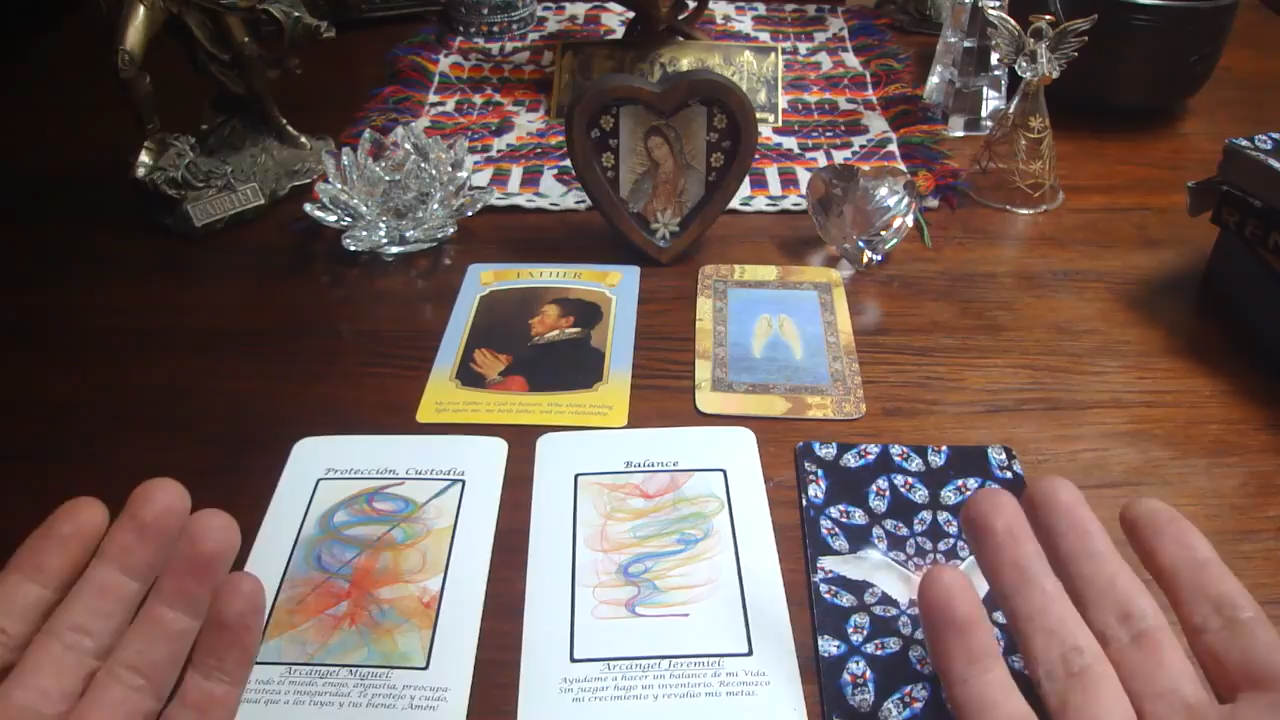 GABRIEL
FATHER
My true Father is God in heaven, Who shines healing
light upon me, my birth father, and our relationship.
Protección, Custodia
Arcángel Miguel:
todo el miedo, enojo, angustia, preocupa-
tristeza o inseguridad. Te protejo y cuido,
igual que a los tuyos y tus bienes. ¡Amén!
Balance
Arcángel Jeremiel:
Ayúdame a hacer un balance de mi Vida.
Sin juzgar hago un inventario. Reconozco
mi crecimiento y revalúo mis metas.